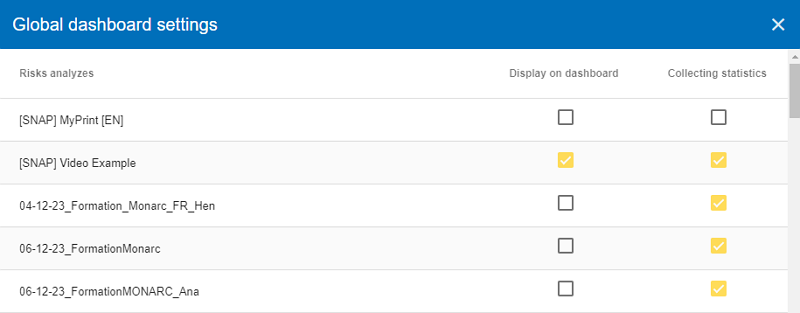 Global dashboard settings
Risks analyzes Display on dashboard Collecting statistics
[SNAP] MyPrint [EN]
[SNAP] Video Example
04-12-23_Formation_Monarc_FR_Hen
06-12-23_FormationMonarc
06-12-23_FormationMONARC_Ana